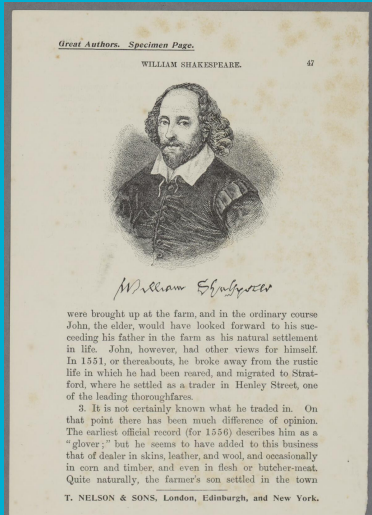 Great Authors. Specimen Page.
WILLIAM SHAKESPEARE. 47
William Shakspeare
were brought up at the farm, and in the ordinary course
John, the elder, would have looked forward to his suc-
ceeding his father in the farm as his natural settlement
in life. John, however, had other views for himself.
In 1551, or thereabouts, he broke away from the rustic
life in which he had been reared, and migrated to Strat-
ford, where he settled as a trader in Henley Street, one
of the leading thoroughfares.
3. It is not certainly known what he traded in. On
that point there has been much difference of opinion.
The earliest official record (for 1556) describes him as a
"glover;" but he seems to have added to this business
that of dealer in skins, leather, and wool, and occasionally
in corn and timber, and even in flesh or butcher-meat.
Quite naturally, the farmer's son settled in the town
T. NELSON & SONS, London, Edinburgh, and New York.